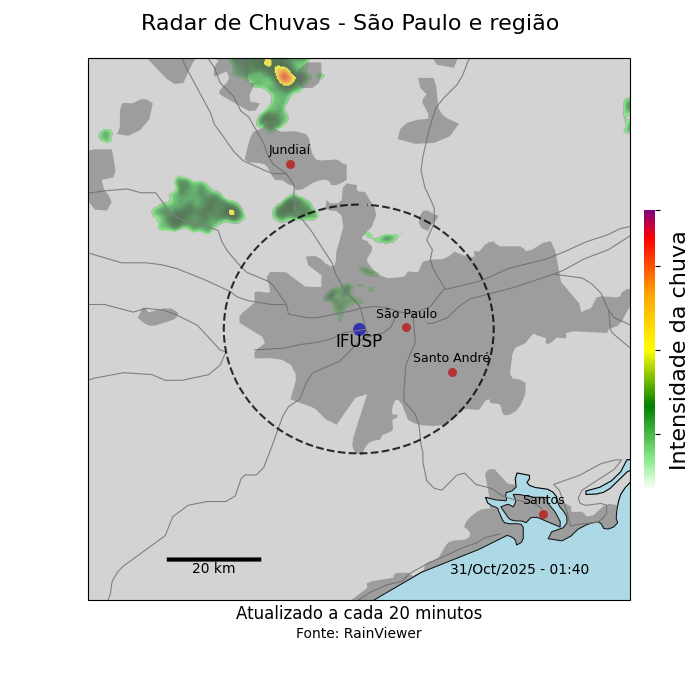 Radar de Chuvas - São Paulo e região
Jundiaí
São Paulo
IFUSP
Santo André
Santos
20 km
31/Oct/2025 - 01:40
Intensidade da chuva
Atualizado a cada 20 minutos
Fonte: RainViewer